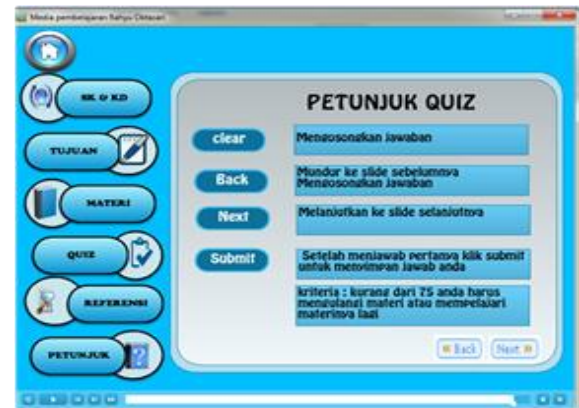 Media pembelajaran Rahyu Diktacari
SK & KD
TUJUAN
MATERI
QUIZ
REFERENSI
PETUNJUK
PETUNJUK QUIZ
clear
Mengosongkan Jawaban
Back
Mundur ke slide sebelumnya
Mengosongkan Jawaban
Next
Melanjutkan ke slide selanjutnya
Submit
Setelah menjawab pertanya klik submit
untuk menyimpan jawab anda
kriteria : kurang dari 75 anda harus
mengulangi materi atau mempelajari
materinya lagi
Back
Next